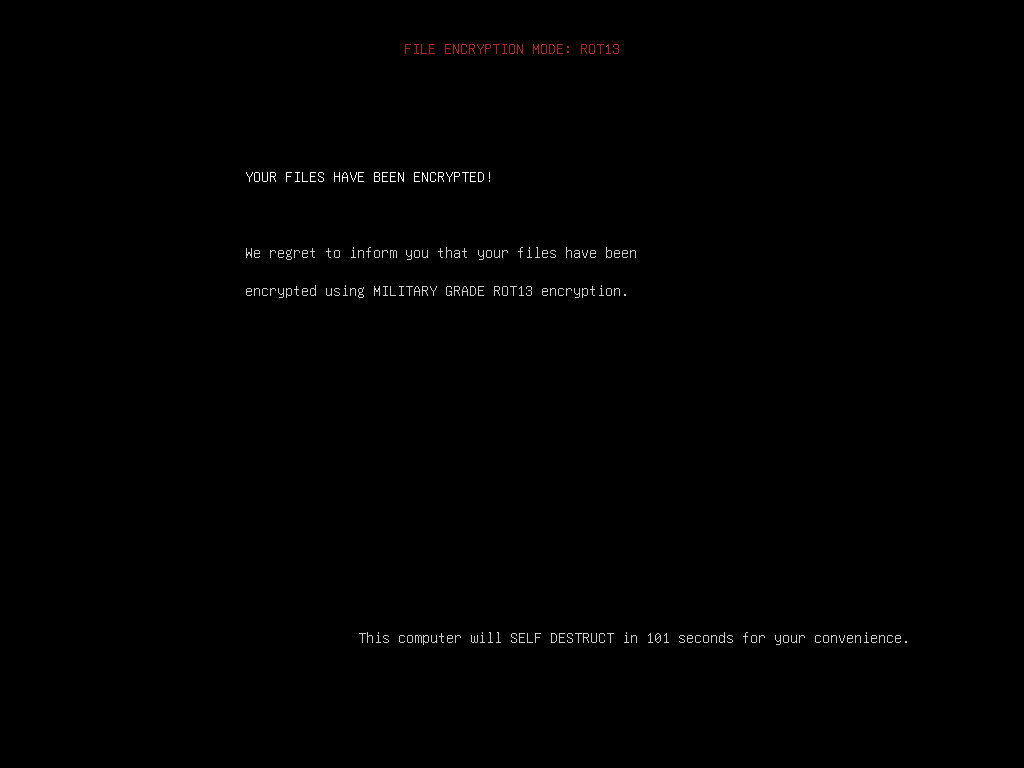 FILE ENCRYPTION MODE: ROT13
YOUR FILES HAVE BEEN ENCRYPTED!
We regret to inform you that your files have been
encrypted using MILITARY GRADE ROT13 encryption.
This computer will SELF DESTRUCT in 101 seconds for your convenience.